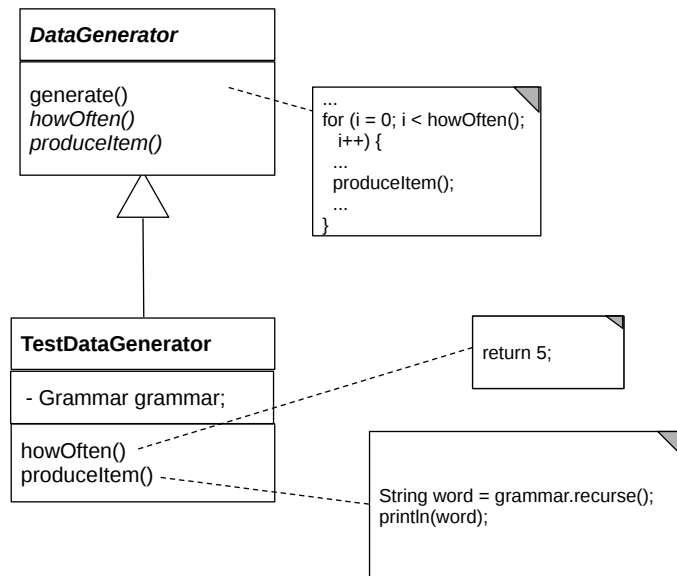 DataGenerator
generate()
howOften()
produceItem()
...
for (i = 0; i < howOften();
i++) {
...
produceItem();
...
}
TestDataGenerator
- Grammar grammar;
howOften()
produceItem()
return 5;
String word = grammar.recurse();
println(word);